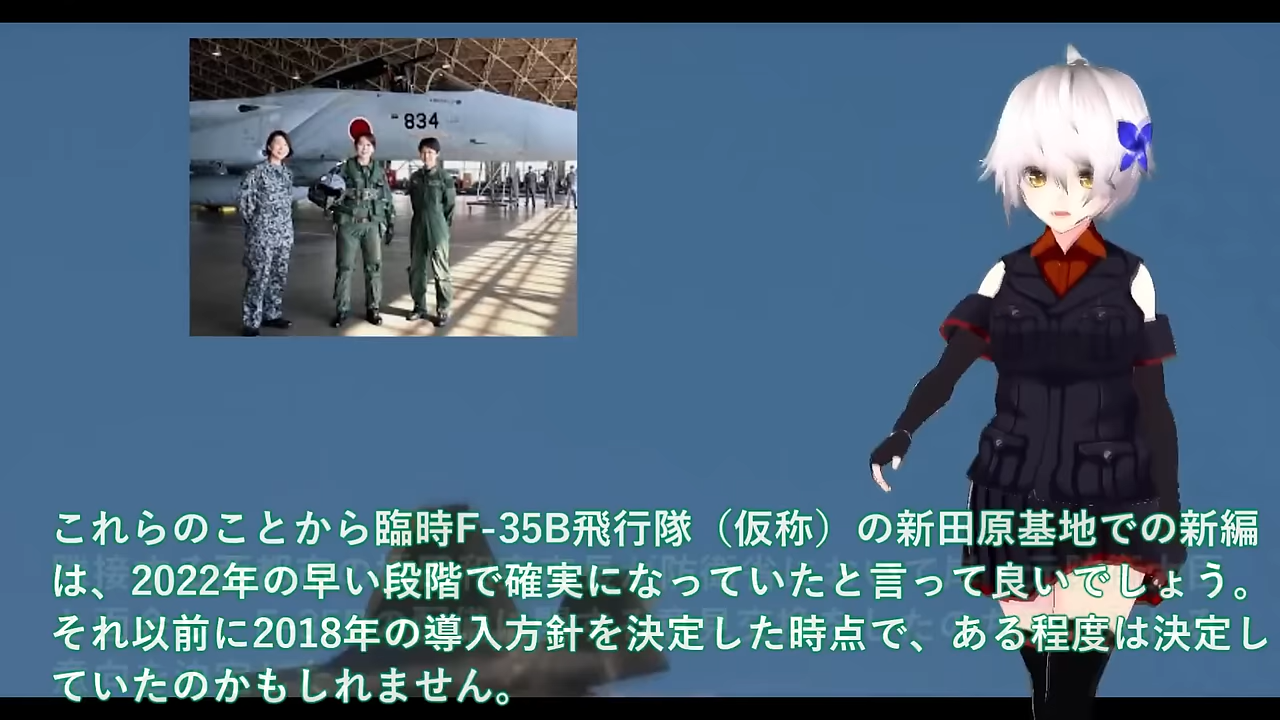 834
これらのことから臨時F-35B飛行隊（仮称）の新田原基地での新編
は、2022年の早い段階で確実になっていたと言って良いでしょう。
それ以前に2018年の導入方針を決定した時点で、ある程度は決定し
ていたのかもしれません。